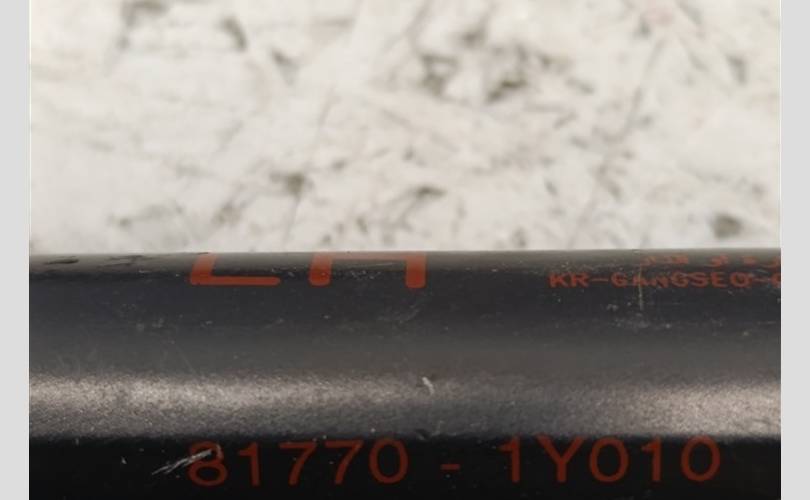 LH
KR-GANGSEO-
81770 - 1Y010